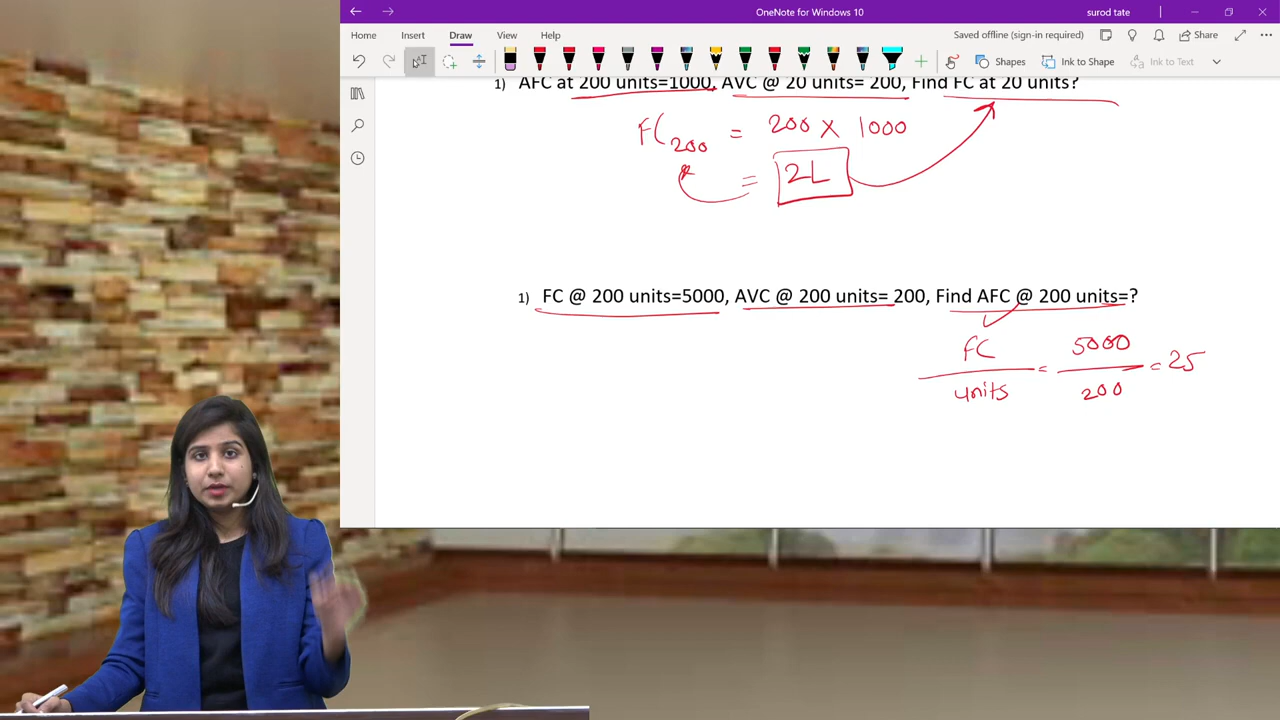 OneNote for Windows 10
surod tate
Home Insert Draw View Help
Saved offline (sign-in required)
Share
Shapes Ink to Shape Ink to Text
1) AFC at 200 units=1000, AVC @ 20 units= 200, Find FC at 20 units?
FC200 = 200 x 1000
= 2L
1) FC @ 200 units=5000, AVC @ 200 units= 200, Find AFC @ 200 units=?
FC
units
=
5000
200
= 25